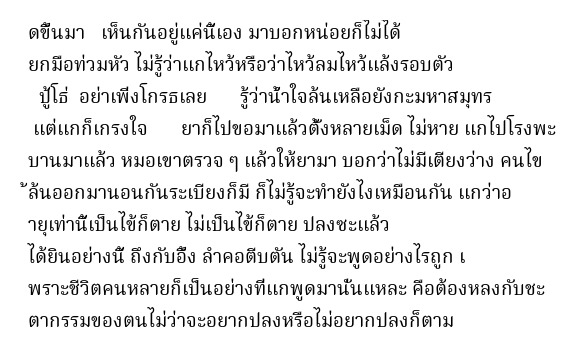 ดขึ้นมา เห็นกันอยู่แค่นี้เอง มาบอกหน่อยก็ไม่ได้
ยกมือท่วมหัว ไม่รู้ว่าแกไหว้หรือว่าไหว้ลมไหว้แล้งรอบตัว
ปู้โธ่ อย่าเพิ่งโกรธเลย รู้ว่าน้ำใจล้นเหลือยังกะมหาสมุทร
แต่แกก็เกรงใจ ยาก็ไปขอมาแล้วตั้งหลายเม็ด ไม่หาย แกไปโรงพะ
บานมาแล้ว หมอเขาตรวจ ๆ แล้วให้ยามา บอกว่าไม่มีเตียงว่าง คนไข
้ล้นออกมานอนกันระเบียงก็มี ก็ไม่รู้จะทำยังไงเหมือนกัน แกว่าอ
ายุเท่านี้เป็นไข้ก็ตาย ไม่เป็นไข้ก็ตาย ปลงซะแล้ว
ได้ยินอย่างนี้ ถึงกับอึ้ง ลำคอตีบตัน ไม่รู้จะพูดอย่างไรถูก เ
พราะชีวิตคนหลายก็เป็นอย่างที่แกพูดมานั้นแหละ คือต้องหลงกับชะ
ตากรรมของตนไม่ว่าจะอยากปลงหรือไม่อยากปลงก็ตาม